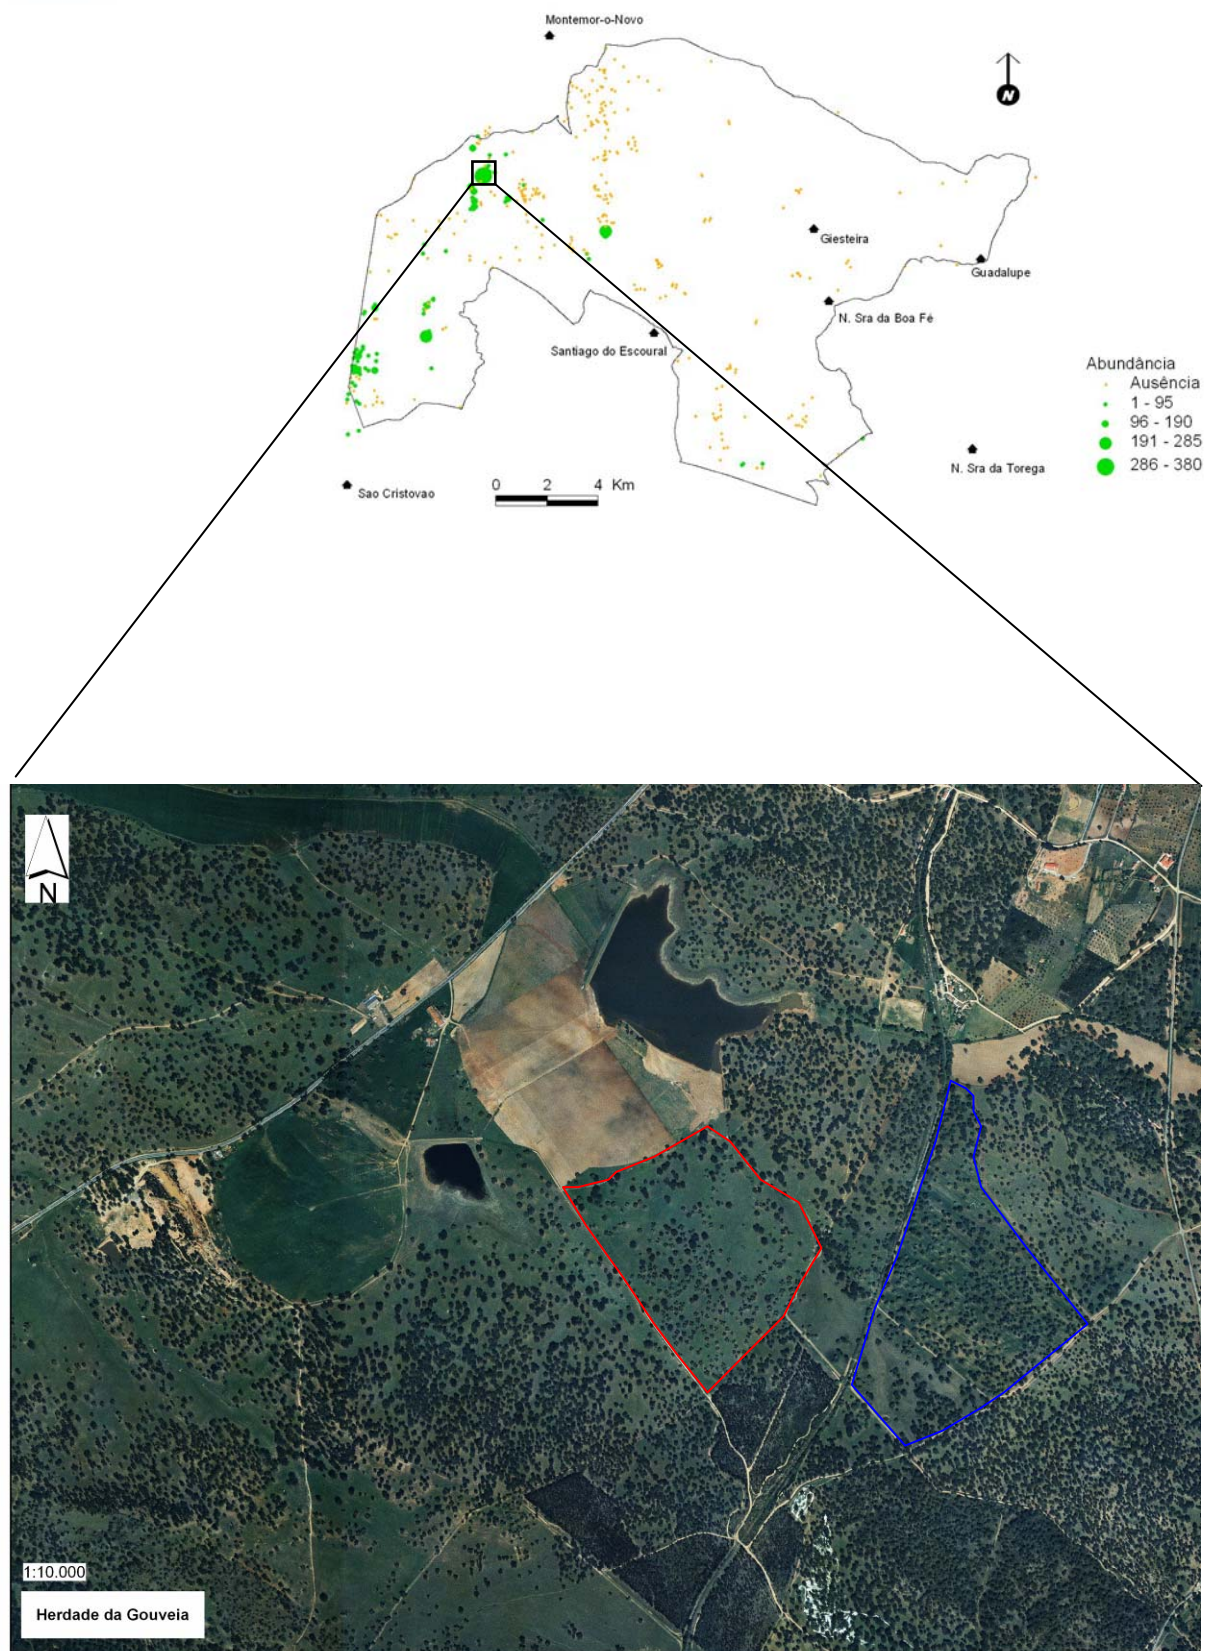 Montemor-o-Novo
N
Giesteira
Guadalupe
N. Sra da Boa Fé
Santiago do Escoural
Abundância
Ausência
1 - 95
96 - 190
191 - 285
286 - 380
N. Sra da Torega
0 2 4 Km
Sao Cristovao
N
1:10.000
Herdade da Gouveia